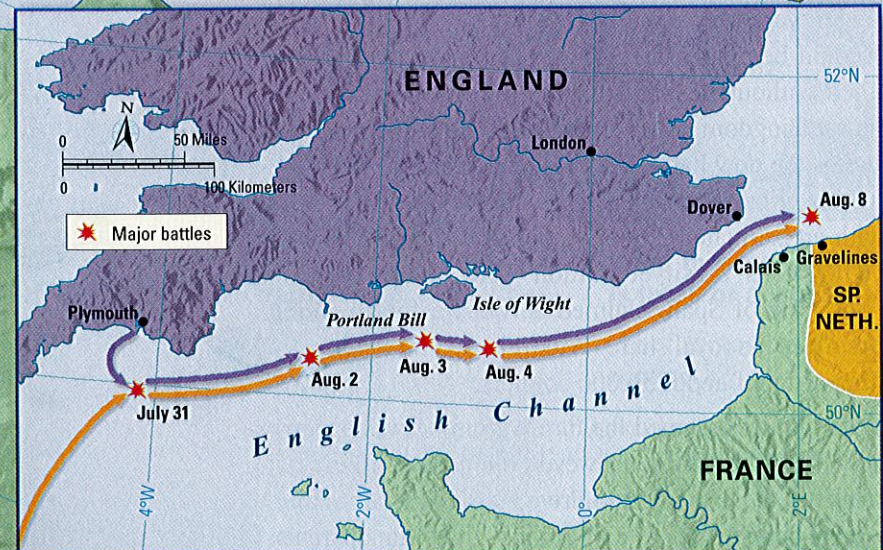 ENGLAND
52°N
N
0 50 Miles
0 100 Kilometers
London
Major battles
Dover
Aug. 8
Calais
Gravelines
SP.
NETH.
Plymouth
Isle of Wight
Portland Bill
Aug. 2
Aug. 3
Aug. 4
July 31
English Channel
50°N
FRANCE
4°W
2°W
0°
2°E